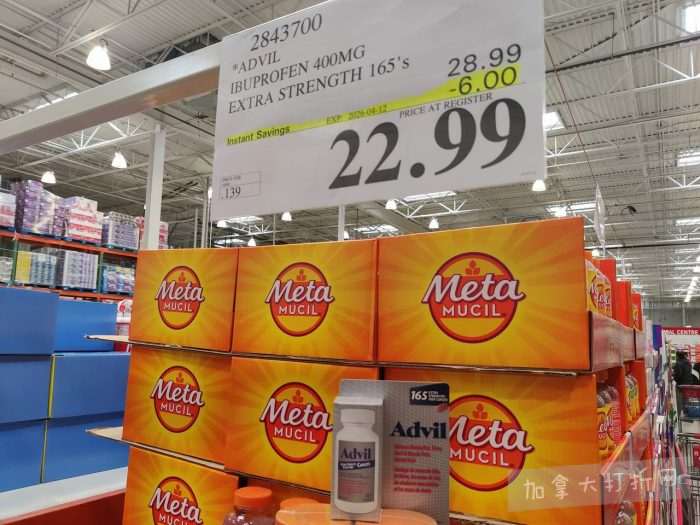 2843700
*ADVIL
IBUPROFEN 400MG
EXTRA STRENGTH 165's
28.99
-6.00
Instant Savings
EXP. 2026-04-12
PRICE AT REGISTER
22.99
.139
Meta
MUCIL
Meta
MUCIL
Meta
MUCIL
Meta
MUCIL
Meta
MUCIL
Meta
MUCIL
Meta
165
Advil
Advil
加拿大打折网